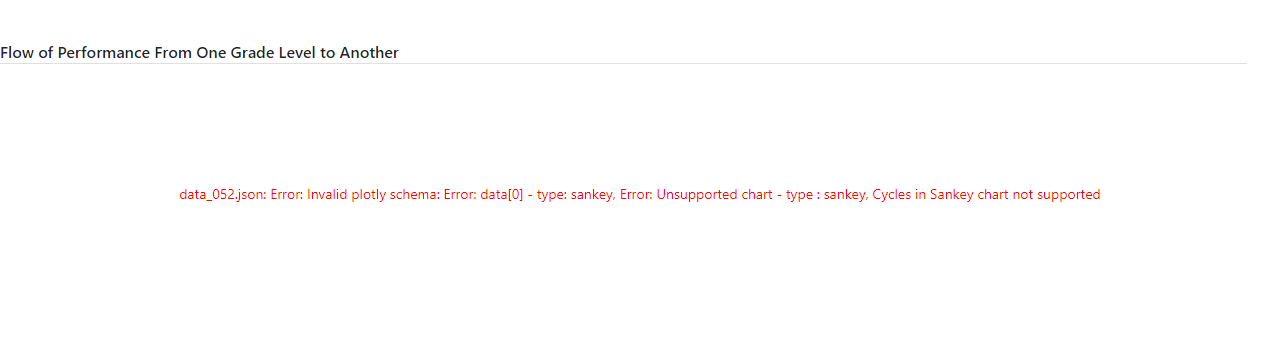 Flow of Performance From One Grade Level to Another
data_052.json: Error: Invalid plotly schema: Error: data[0] - type: sankey, Error: Unsupported chart - type : sankey, Cycles in Sankey chart not supported